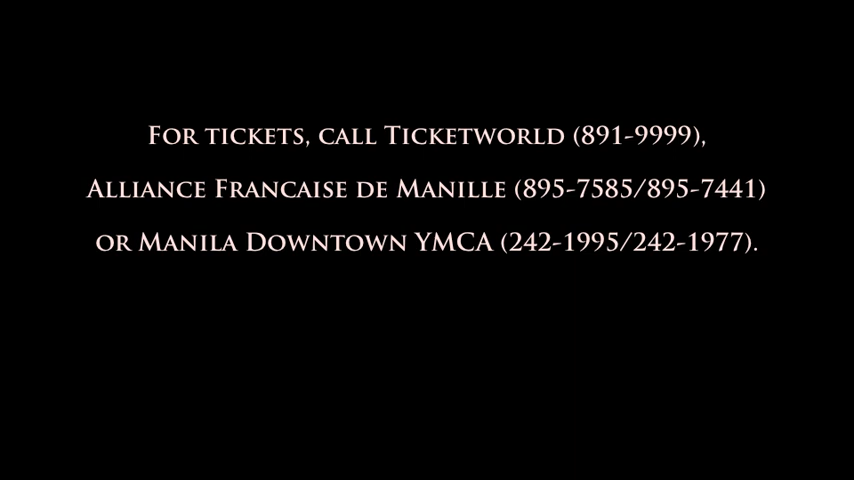 For tickets, call Ticketworld (891-9999),
Alliance Francaise de Manille (895-7585/895-7441)
or Manila Downtown YMCA (242-1995/242-1977).